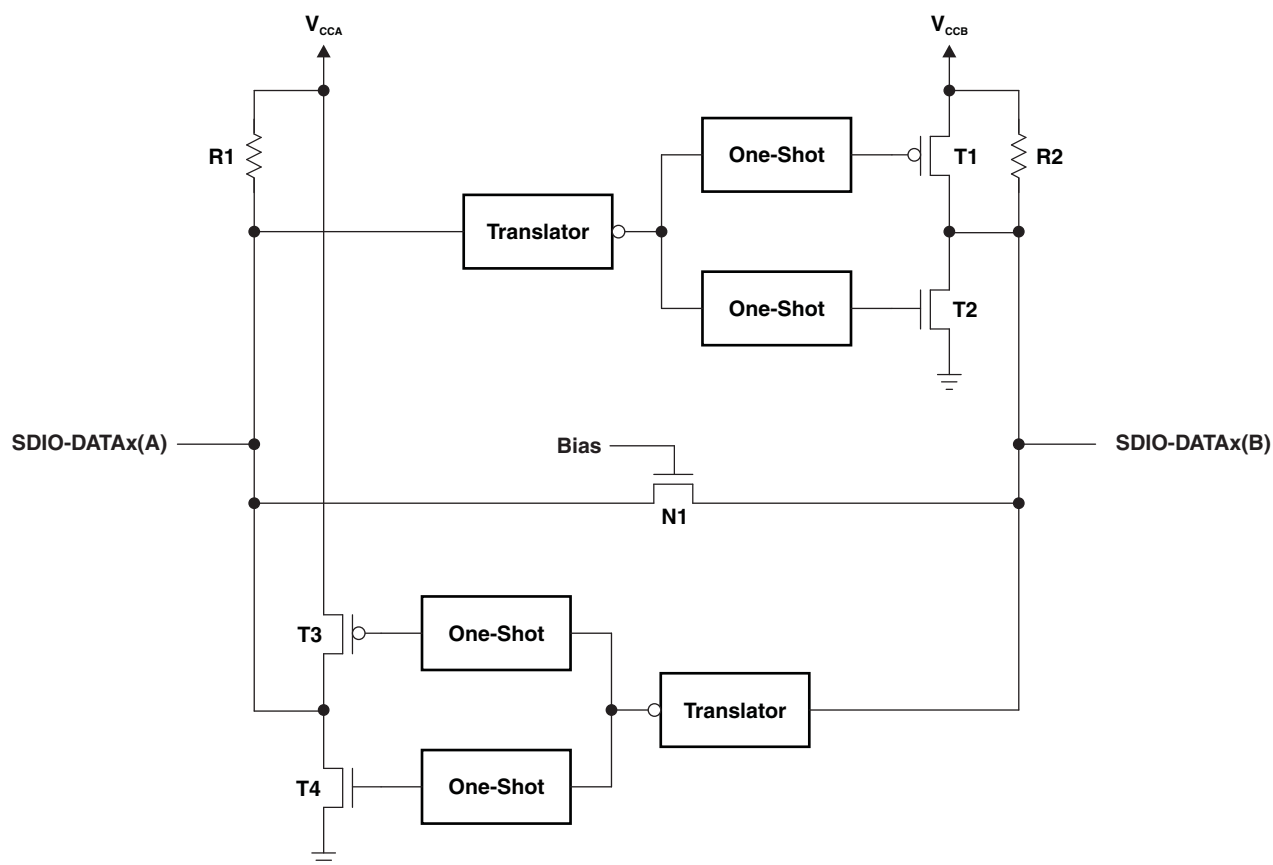 VCCA
VCCB
R1
One-Shot
T1
R2
Translator
One-Shot
T2
SDIO-DATAx(A)
Bias
SDIO-DATAx(B)
N1
T3
One-Shot
Translator
T4
One-Shot